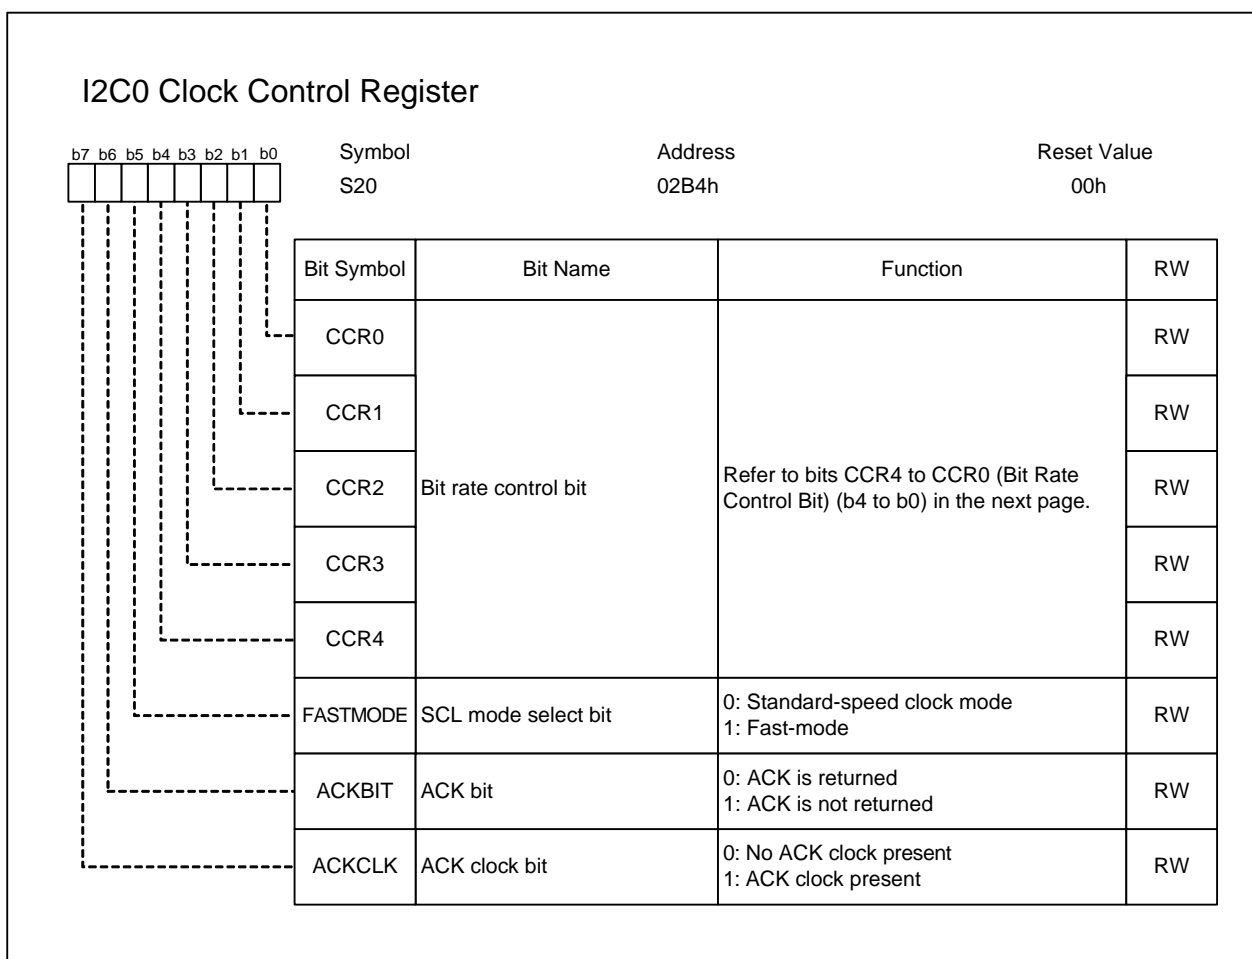 I2C0 Clock Control Register
b7 b6 b5 b4 b3 b2 b1 b0
Symbol Address Reset Value
S20 02B4h 00h
Bit Symbol Bit Name Function RW
CCR0 RW
CCR1 RW
CCR2 Bit rate control bit Refer to bits CCR4 to CCR0 (Bit Rate
Control Bit) (b4 to b0) in the next page. RW
CCR3 RW
CCR4 RW
FASTMODE SCL mode select bit 0: Standard-speed clock mode
1: Fast-mode RW
ACKBIT ACK bit 0: ACK is returned
1: ACK is not returned RW
ACKCLK ACK clock bit 0: No ACK clock present
1: ACK clock present RW